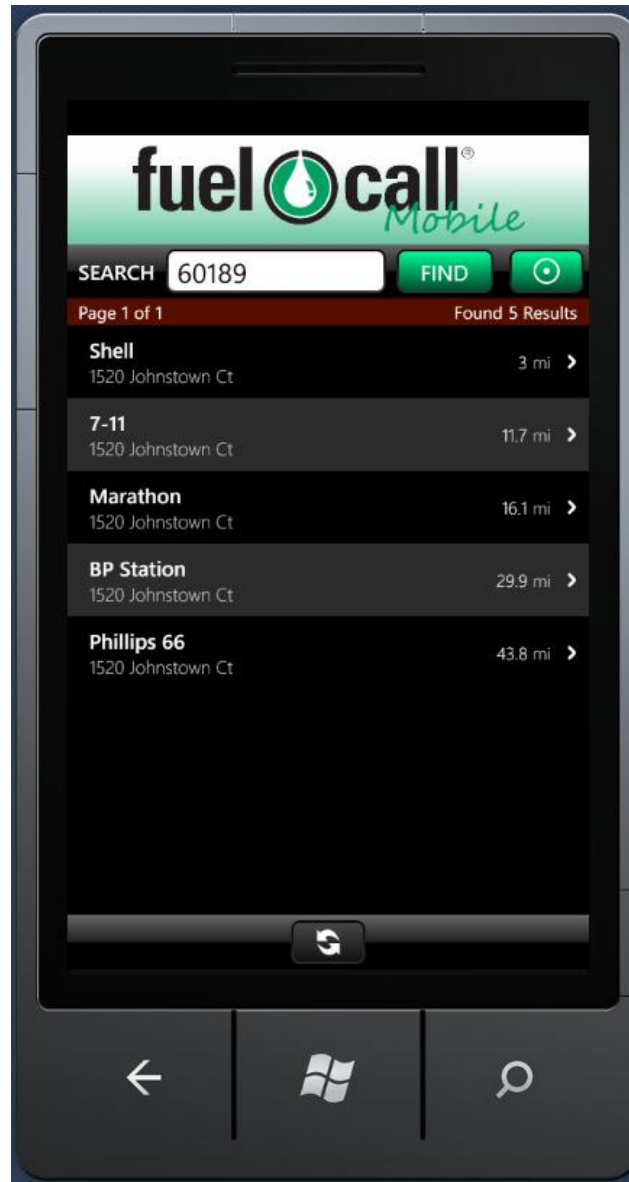 fuel call®
Mobile
SEARCH 60189 FIND
Page 1 of 1 Found 5 Results
Shell
1520 Johnstown Ct 3 mi
7-11
1520 Johnstown Ct 11.7 mi
Marathon
1520 Johnstown Ct 16.1 mi
BP Station
1520 Johnstown Ct 29.9 mi
Phillips 66
1520 Johnstown Ct 43.8 mi